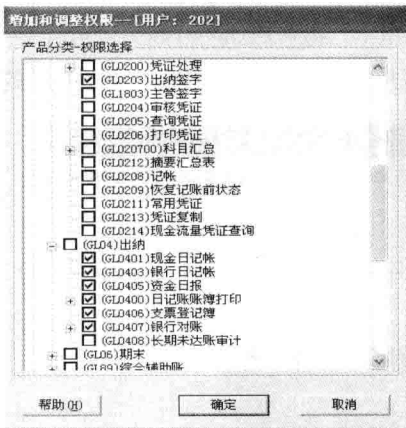 增加和调整权限--[用户: 202]
产品分类-权限选择
(GL0200)凭证处理
(GL0203)出纳签字
(GL1803)主管签字
(GL0204)审核凭证
(GL0205)查询凭证
(GL0206)打印凭证
(GL020700)科目汇总
(GL0212)摘要汇总表
(GL0208)记帐
(GL0209)恢复记账前状态
(GL0211)常用凭证
(GL0213)凭证复制
(GL0214)现金流量凭证查询
(GL04)出纳
(GL0401)现金日记帐
(GL0403)银行日记帐
(GL0405)资金日报
(GL0400)日记账账簿打印
(GL0406)支票登记簿
(GL0407)银行对账
(GL0408)长期未达账审计
(GL06)期末
(GL89)综合辅助账
帮助(H) 确定 取消